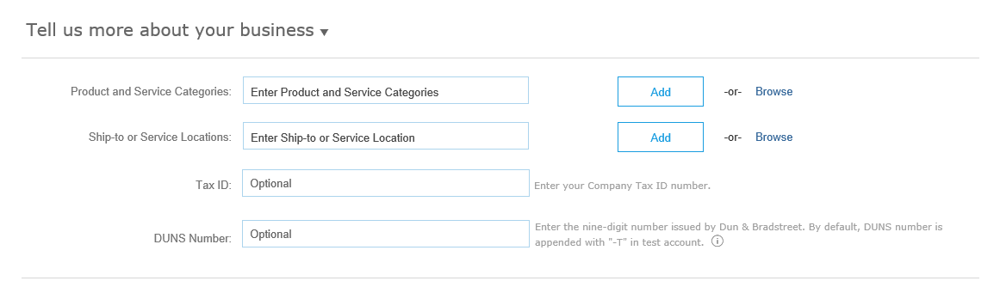 Tell us more about your business
Product and Service Categories: Enter Product and Service Categories Add -or- Browse
Ship-to or Service Locations: Enter Ship-to or Service Location Add -or- Browse
Tax ID: Optional Enter your Company Tax ID number.
DUNS Number: Optional Enter the nine-digit number issued by Dun & Bradstreet. By default, DUNS number is
appended with "-T" in test account.